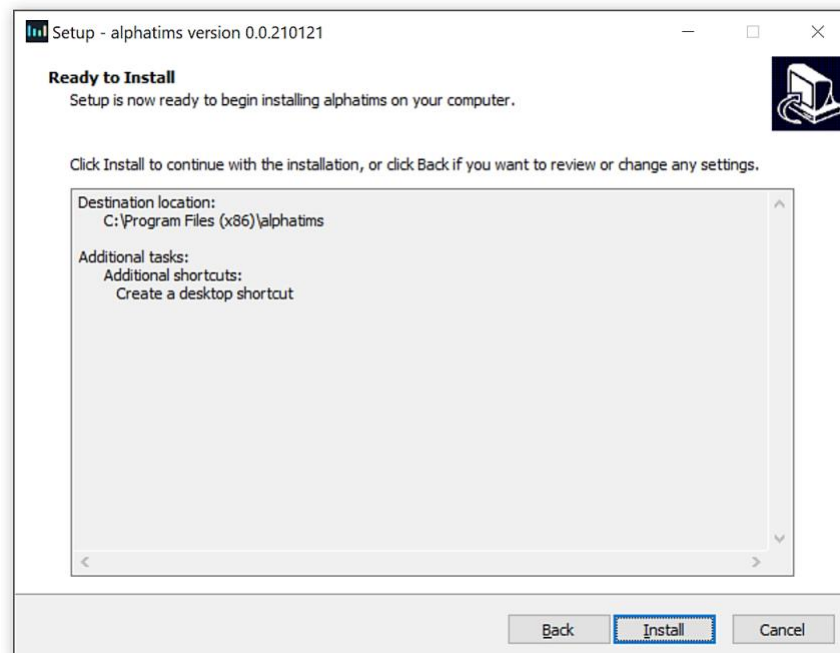 Setup - alphatims version 0.0.210121
Ready to Install
Setup is now ready to begin installing alphatims on your computer.
Click Install to continue with the installation, or click Back if you want to review or change any settings.
Destination location:
C:\Program Files (x86)\alphatims
Additional tasks:
Additional shortcuts:
Create a desktop shortcut
Back
Install
Cancel